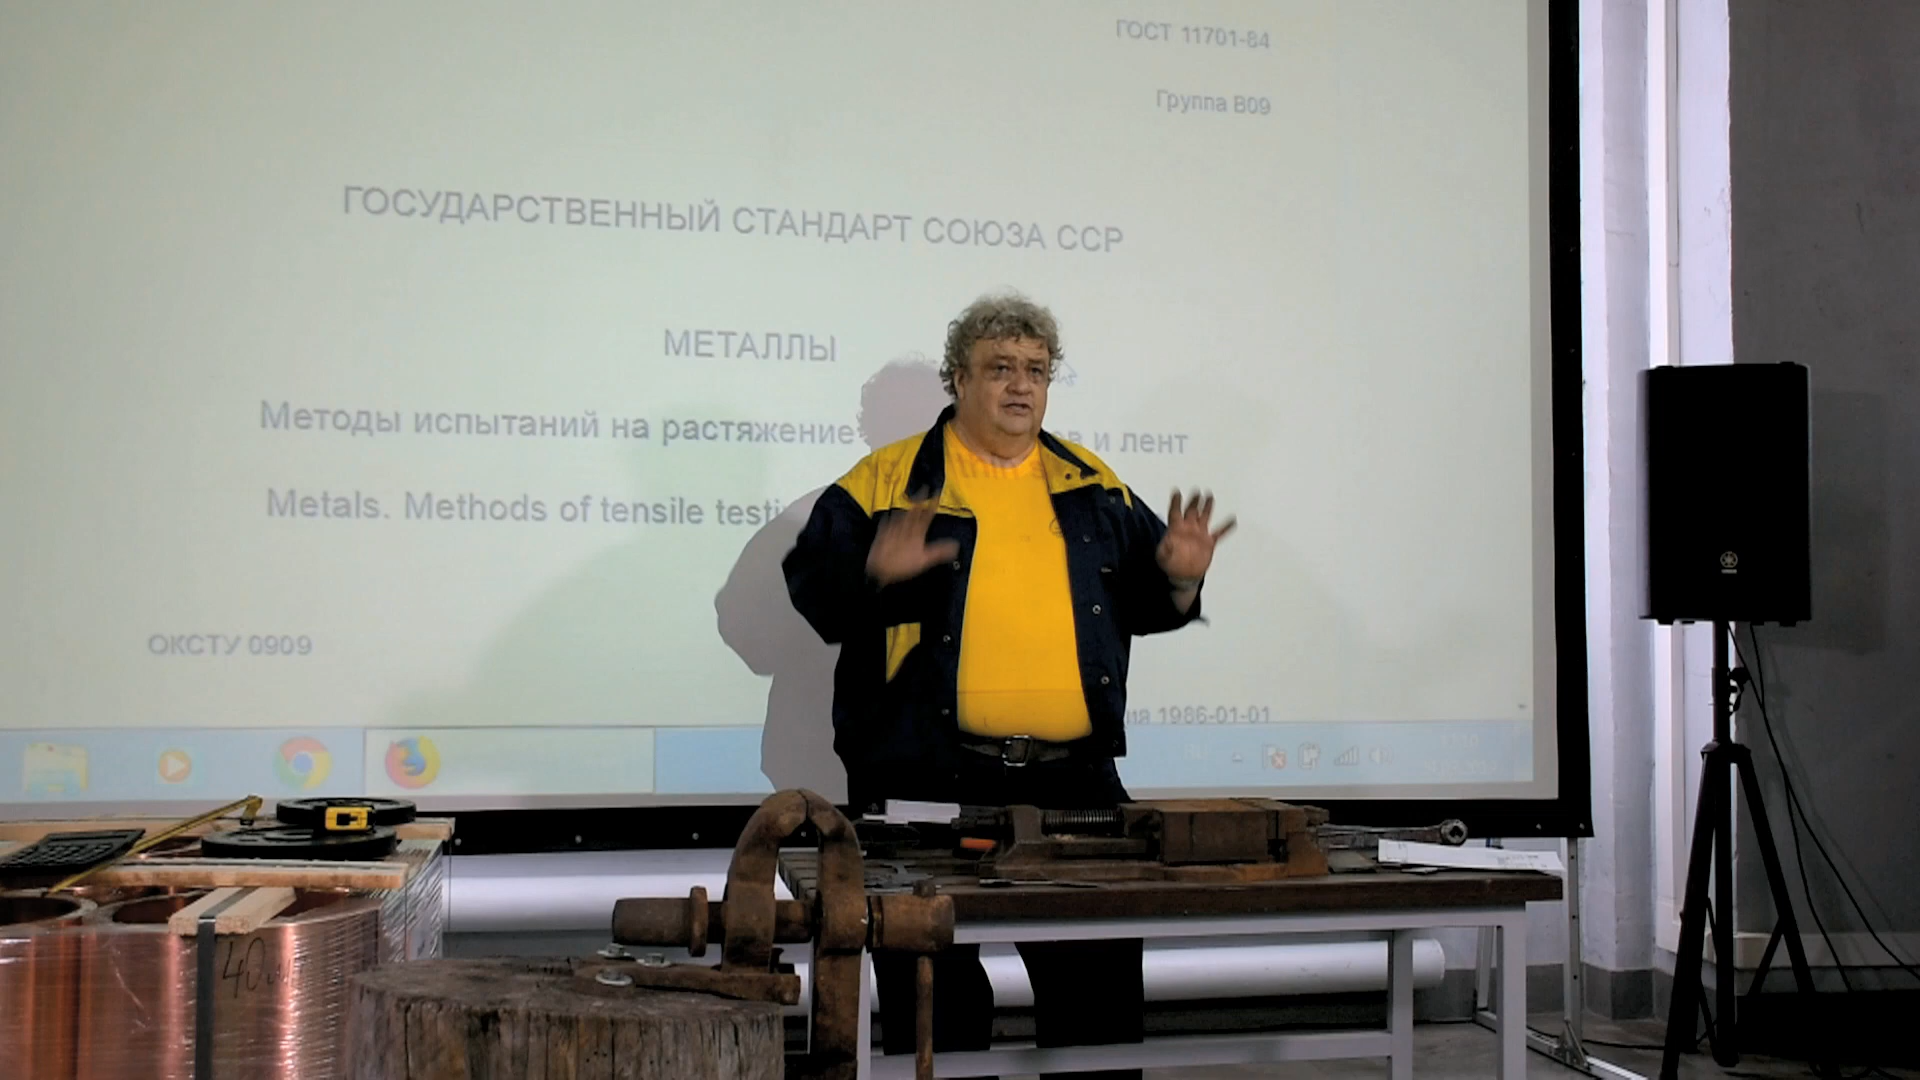 ГОСТ 11701-84
Группа В09
ГОСУДАРСТВЕННЫЙ СТАНДАРТ СОЮЗА ССР
МЕТАЛЛЫ
Методы испытаний на растяжение и лент
Metals. Methods of tensile
ОКСТУ 0909
1986-01-01
40